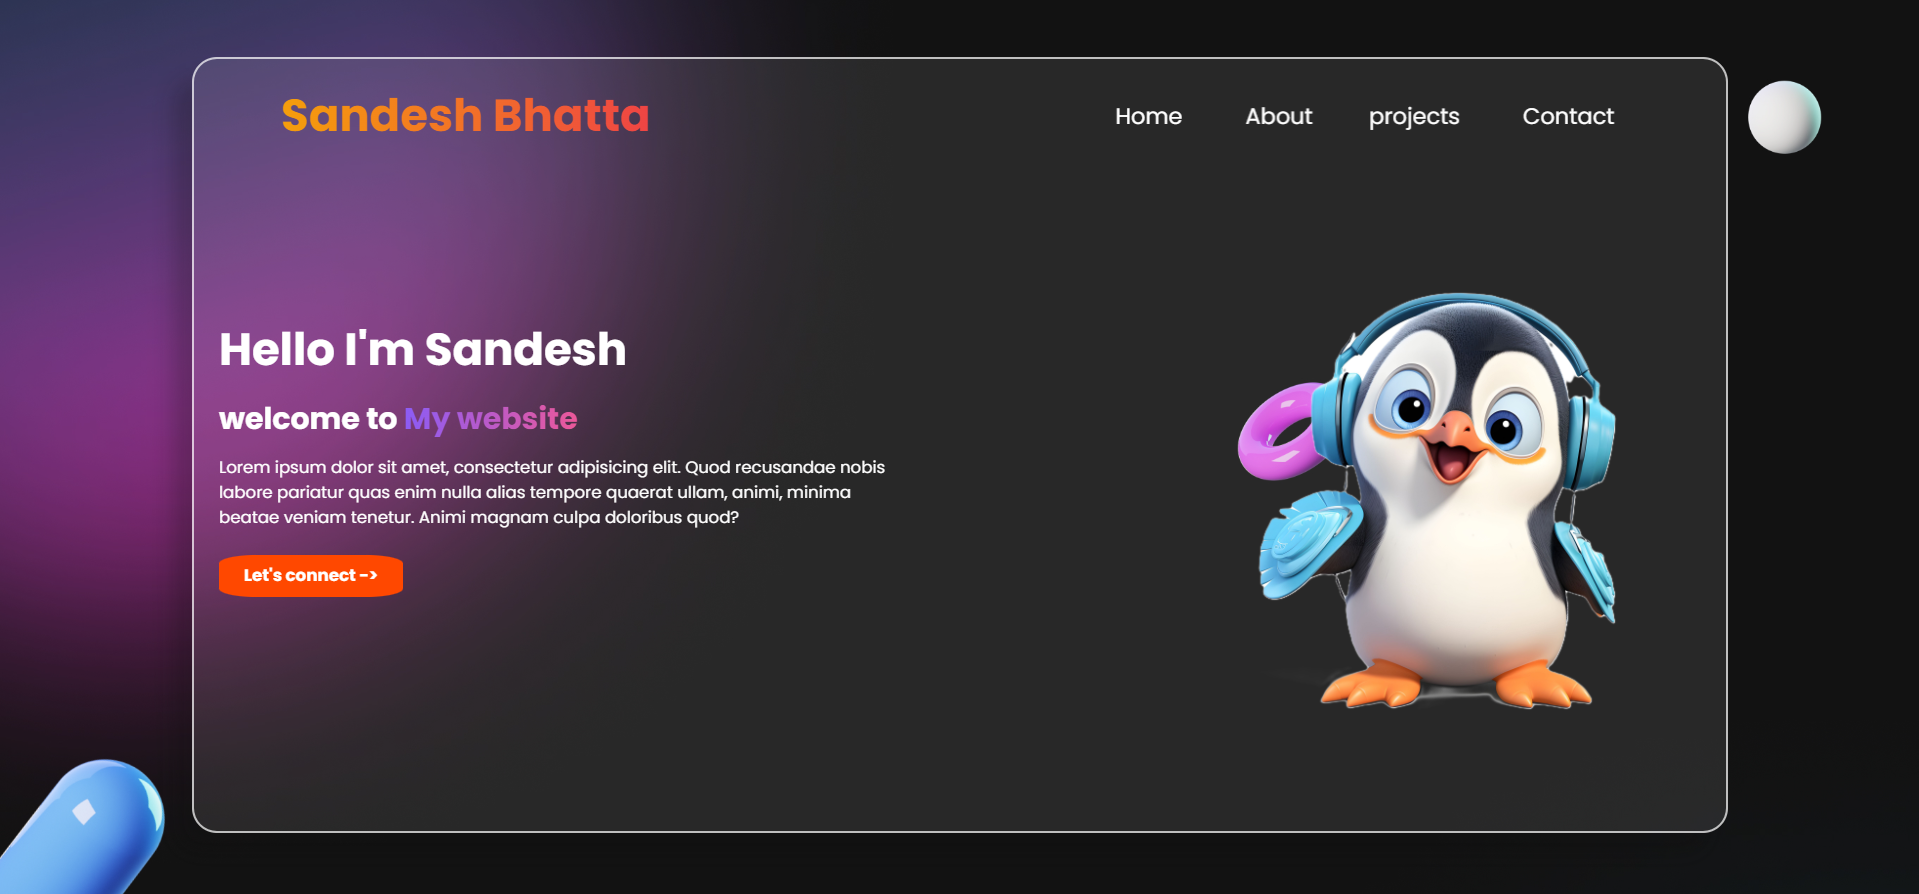 Sandesh Bhatta
Home About projects Contact
Hello I'm Sandesh
welcome to My website
Lorem ipsum dolor sit amet, consectetur adipisicing elit. Quod recusandae nobis
labore pariatur quas enim nulla alias tempore quaerat ullam, animi, minima
beatae veniam tenetur. Animi magnam culpa doloribus quod?
Let's connect ->